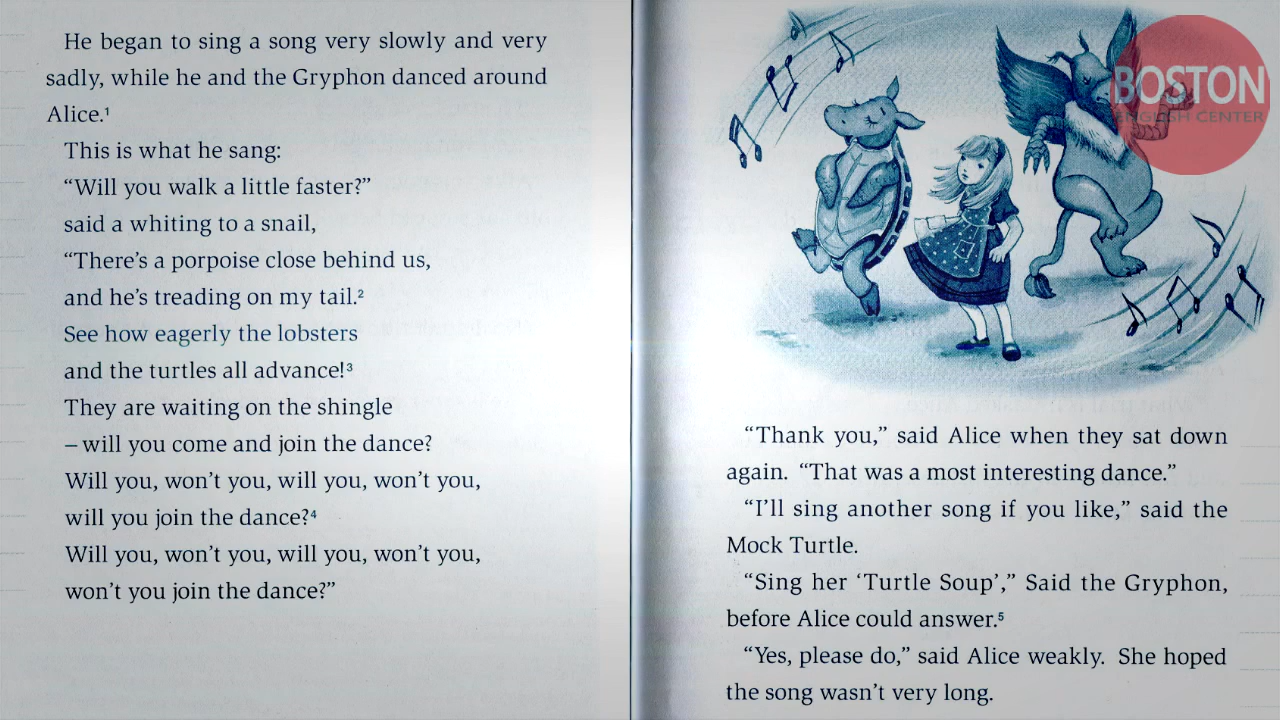 He began to sing a song very slowly and very
sadly, while he and the Gryphon danced around
Alice.¹
This is what he sang:
“Will you walk a little faster?”
said a whiting to a snail,
“There’s a porpoise close behind us,
and he’s treading on my tail.²
See how eagerly the lobsters
and the turtles all advance!³
They are waiting on the shingle
– will you come and join the dance?
Will you, won’t you, will you, won’t you,
will you join the dance?⁴
Will you, won’t you, will you, won’t you,
won’t you join the dance?”
BOSTON
ENGLISH CENTER
“Thank you,” said Alice when they sat down
again. “That was a most interesting dance.”
“I’ll sing another song if you like,” said the
Mock Turtle.
“Sing her ‘Turtle Soup’,” Said the Gryphon,
before Alice could answer.⁵
“Yes, please do,” said Alice weakly. She hoped
the song wasn’t very long.